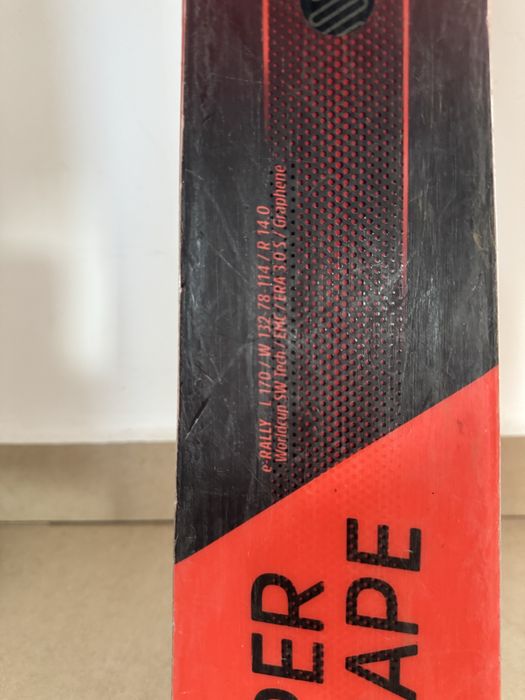 e-RALLY L 170 / W 132-78-114 / R 14.0
Worldcup SW Tech / EMC / ERA 3.0 S / Graphene
PER
APE